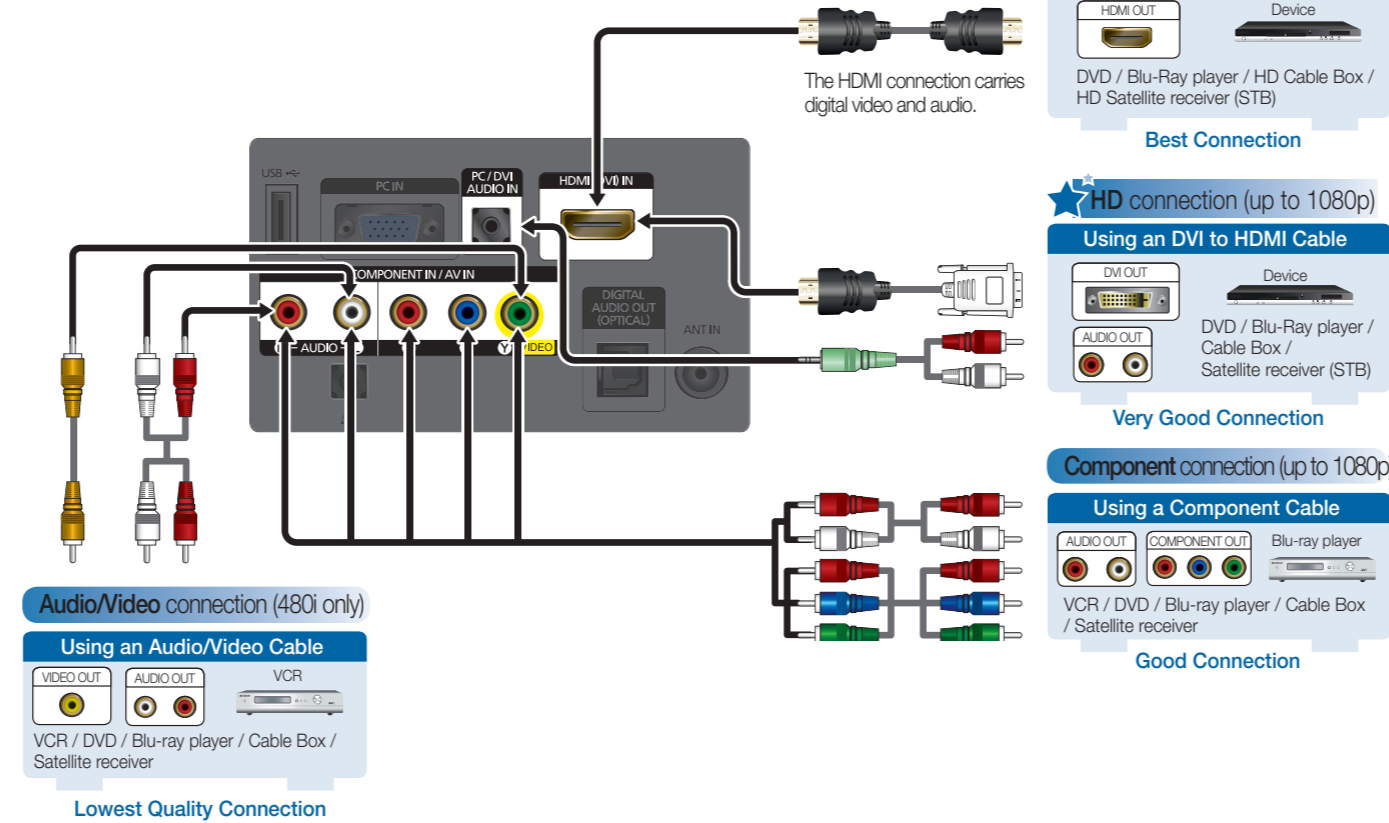 HDMI OUT
Device
DVD / Blu-Ray player / HD Cable Box /
HD Satellite receiver (STB)
Best Connection
The HDMI connection carries
digital video and audio.
USB
PC IN
PC / DVI
AUDIO IN
HDMI (DVI) IN
COMPONENT IN / AV IN
AUDIO
Y
VIDEO
DIGITAL
AUDIO OUT
(OPTICAL)
ANT IN
HD connection (up to 1080p)
Using an DVI to HDMI Cable
DVI OUT
Device
AUDIO OUT
DVD / Blu-Ray player /
Cable Box /
Satellite receiver (STB)
Very Good Connection
Component connection (up to 1080p)
Using a Component Cable
AUDIO OUT
COMPONENT OUT
Blu-ray player
VCR / DVD / Blu-ray player / Cable Box
/ Satellite receiver
Good Connection
Audio/Video connection (480i only)
Using an Audio/Video Cable
VIDEO OUT
AUDIO OUT
VCR
VCR / DVD / Blu-ray player / Cable Box /
Satellite receiver
Lowest Quality Connection